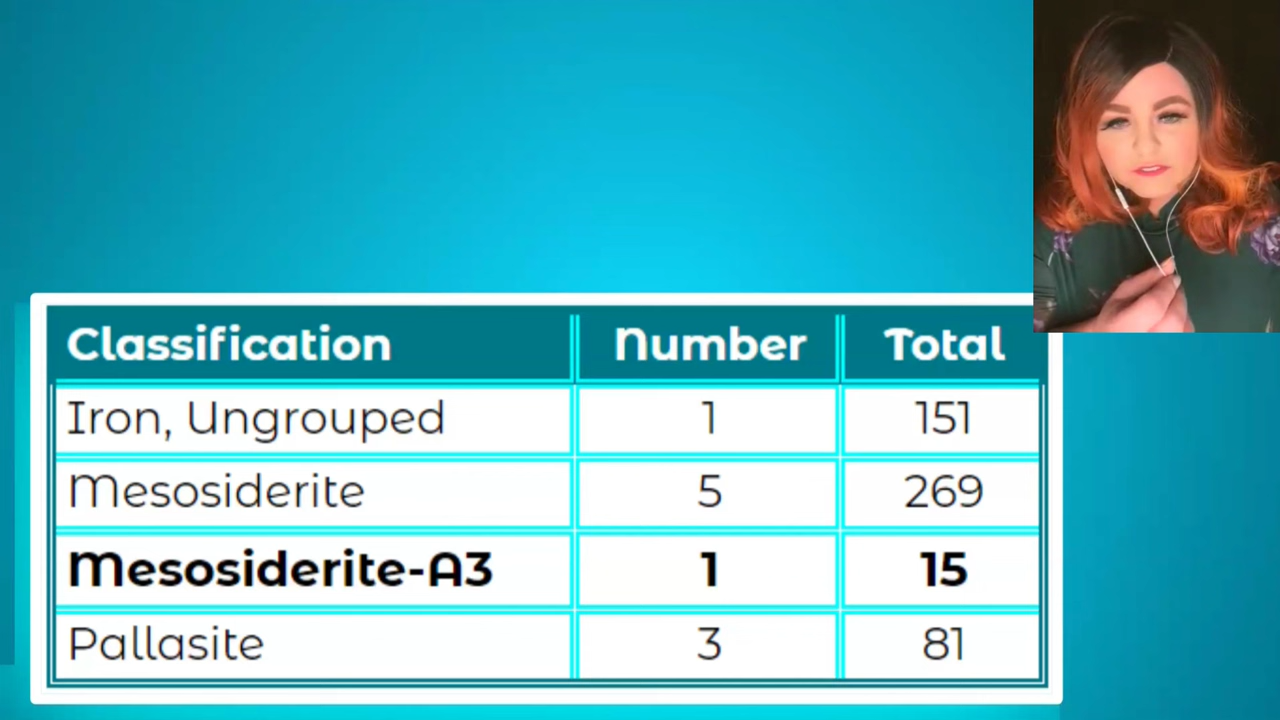 Classification Number Total
Iron, Ungrouped 1 151
Mesosiderite 5 269
Mesosiderite-A3 1 15
Pallasite 3 81